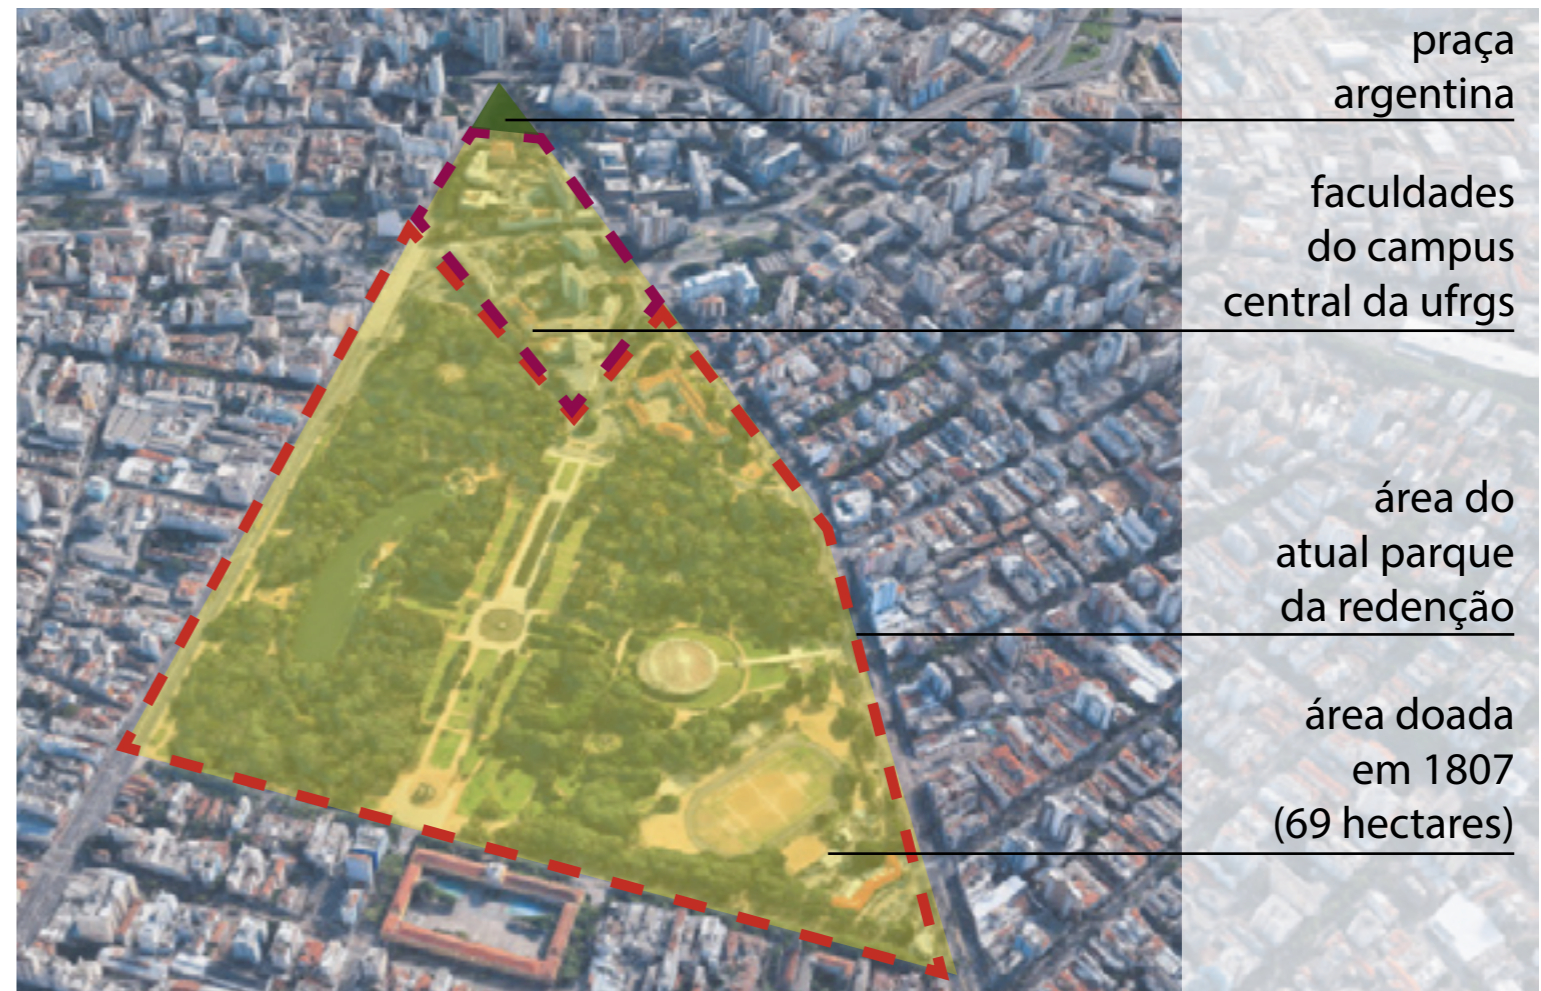 praça
argentina
faculdades
do campus
central da ufrgs
área do
atual parque
da redenção
área doada
em 1807
(69 hectares)